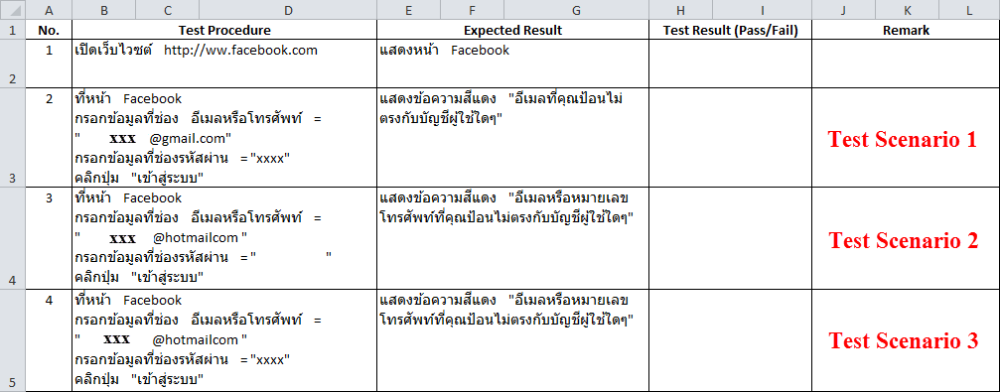 A B C D E F G H I J K L
1 No. Test Procedure Expected Result Test Result (Pass/Fail) Remark
2 1 เปิดเว็บไซต์ http://ww.facebook.com แสดงหน้า Facebook
3 2 ที่หน้า Facebook
กรอกข้อมูลที่ช่อง อีเมลหรือโทรศัพท์ =
" xxx @gmail.com"
กรอกข้อมูลที่ช่องรหัสผ่าน = "xxxx"
คลิกปุ่ม "เข้าสู่ระบบ"
แสดงข้อความสีแดง "อีเมลที่คุณป้อนไม่
ตรงกับบัญชีผู้ใช้ใดๆ"
Test Scenario 1
4 3 ที่หน้า Facebook
กรอกข้อมูลที่ช่อง อีเมลหรือโทรศัพท์ =
" xxx @hotmailcom "
กรอกข้อมูลที่ช่องรหัสผ่าน = " "
คลิกปุ่ม "เข้าสู่ระบบ"
แสดงข้อความสีแดง "อีเมลหรือหมายเลข
โทรศัพท์ที่คุณป้อนไม่ตรงกับบัญชีผู้ใช้ใดๆ"
Test Scenario 2
5 4 ที่หน้า Facebook
กรอกข้อมูลที่ช่อง อีเมลหรือโทรศัพท์ =
" xxx @hotmailcom "
กรอกข้อมูลที่ช่องรหัสผ่าน = "xxxx"
คลิกปุ่ม "เข้าสู่ระบบ"
แสดงข้อความสีแดง "อีเมลหรือหมายเลข
โทรศัพท์ที่คุณป้อนไม่ตรงกับบัญชีผู้ใช้ใดๆ"
Test Scenario 3